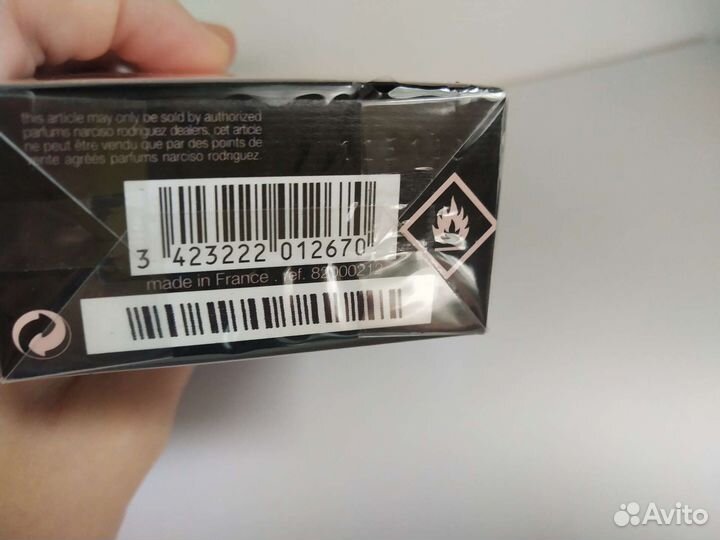 this article may only be sold by authorized
parfums narciso rodriguez dealers, cet article
ne peut être vendu que par des points de
vente agréés parfums narciso rodriguez.
3 423222 012670
made in France . ref.
Avito